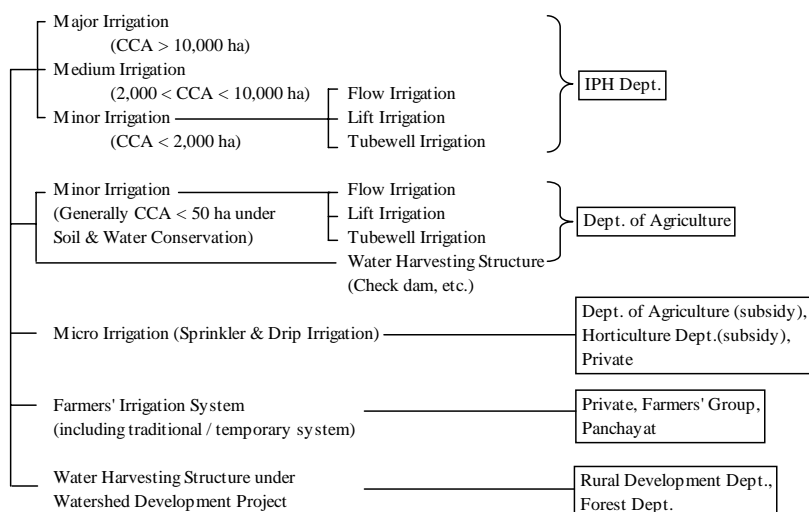 Major Irrigation
(CCA > 10,000 ha)
Medium Irrigation
(2,000 < CCA < 10,000 ha)
Minor Irrigation
(CCA < 2,000 ha)
Flow Irrigation
Lift Irrigation
Tubewell Irrigation
IPH Dept.
Minor Irrigation
(Generally CCA < 50 ha under
Soil & Water Conservation)
Flow Irrigation
Lift Irrigation
Tubewell Irrigation
Water Harvesting Structure
(Check dam, etc.)
Dept. of Agriculture
Micro Irrigation (Sprinkler & Drip Irrigation)
Dept. of Agriculture (subsidy),
Horticulture Dept.(subsidy),
Private
Farmers' Irrigation System
(including traditional / temporary system)
Private, Farmers' Group,
Panchayat
Water Harvesting Structure under
Watershed Development Project
Rural Development Dept.,
Forest Dept.